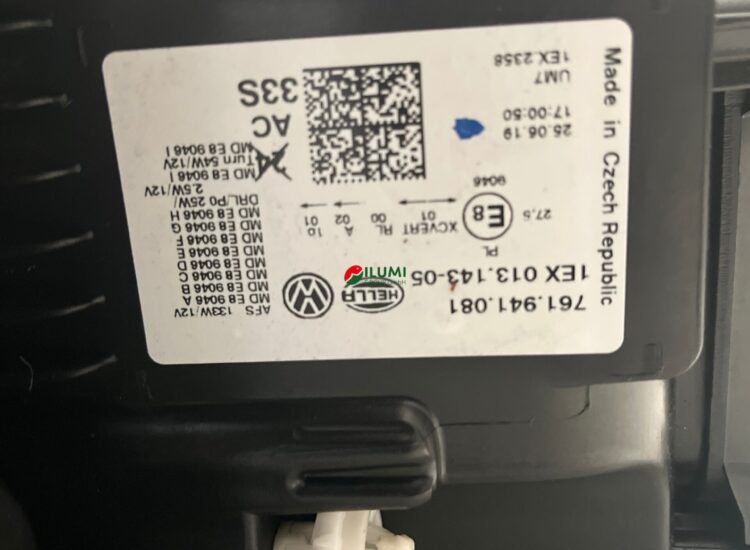 761.941.081
1EX 013.143-05
HELLA
AFS 133W/12V
MD E8 9046 A
MD E8 9046 B
MD E8 9046 C
MD E8 9046 D
MD E8 9046 E
MD E8 9046 F
MD E8 9046 G
MD E8 9046 H
DRL/P0 25W/
2.5W/12V
MD E8 9046 I
Turn 54W/12V
MD E8 9046 I
PL
E8
9046
27,5
XCVERT
01
RL
00
A
02
10
01
25.06.19
17:00:50
UM7
1EX 2358
AC
33S
Made in Czech Republic
ILUMI